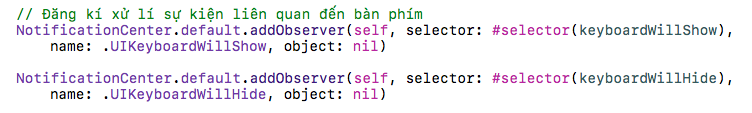 // Đăng kí xử lí sự kiện liên quan đến bàn phím
NotificationCenter.default.addObserver(self, selector: #selector(keyboardWillShow),
name: .UIKeyboardWillShow, object: nil)
NotificationCenter.default.addObserver(self, selector: #selector(keyboardWillHide),
name: .UIKeyboardWillHide, object: nil)